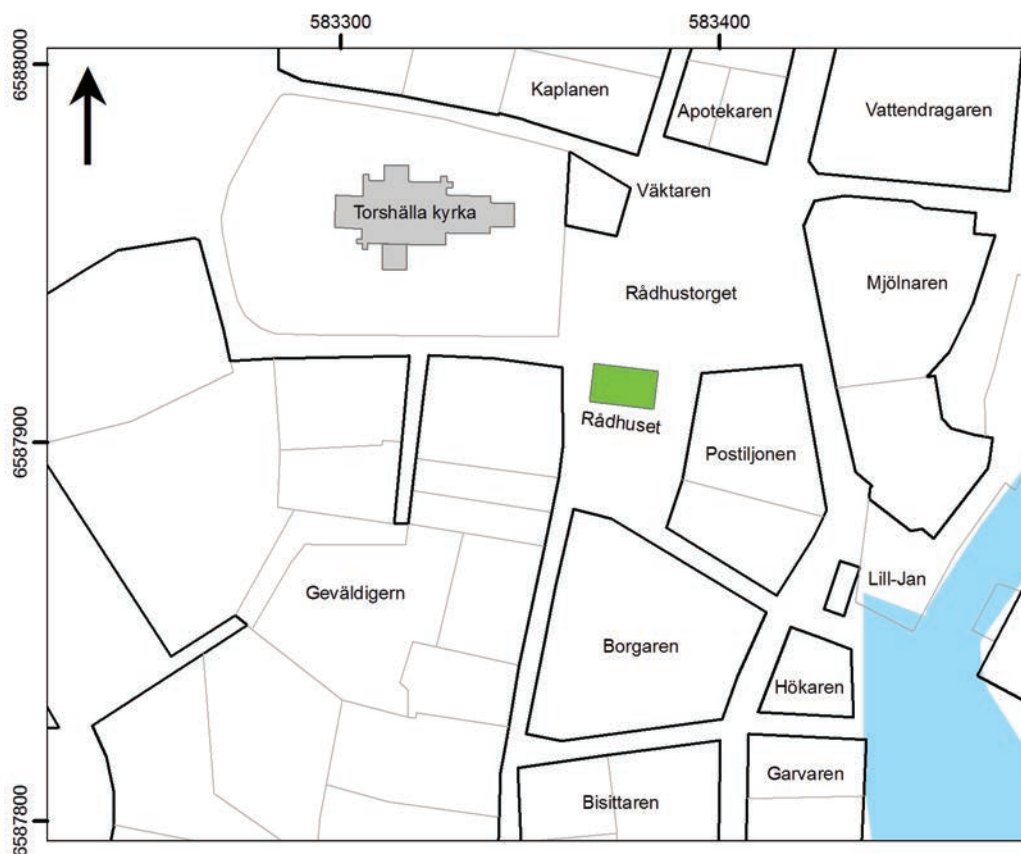 583300
583400
6588000
Kaplanen
Apotekaren
Vattendragaren
Väktaren
Torshälla kyrka
Mjölnaren
Rådhustorget
Rådhuset
6587900
Postiljonen
Lill-Jan
Geväldigern
Borgaren
Hökaren
Garvaren
Bisittaren
6587800